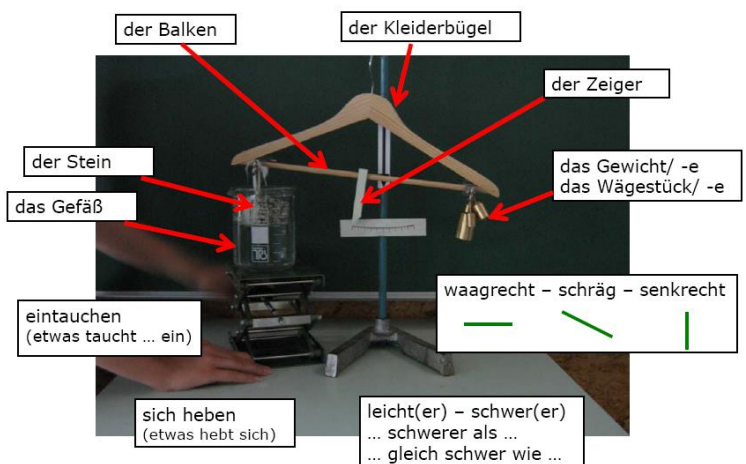 der Balken
der Kleiderbügel
der Zeiger
der Stein
das Gefäß
das Gewicht/ -e
das Wägestück/ -e
waagrecht – schräg – senkrecht
eintauchen
(etwas taucht … ein)
sich heben
(etwas hebt sich)
leicht(er) – schwer(er)
… schwerer als …
… gleich schwer wie …